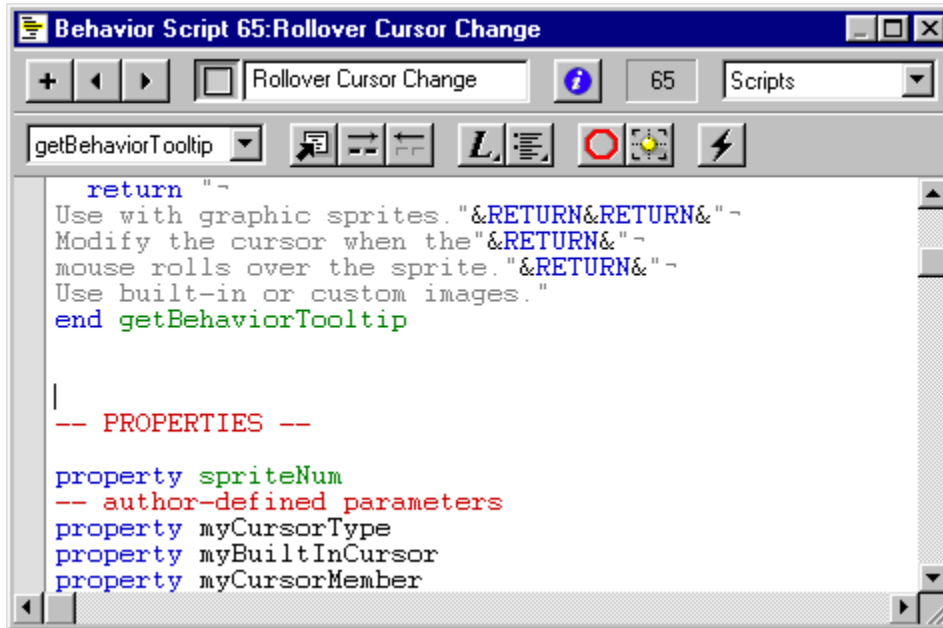 Behavior Script 65:Rollover Cursor Change
Rollover Cursor Change 65 Scripts
getBehaviorTooltip L
return "¬
Use with graphic sprites."&RETURN&RETURN&"¬
Modify the cursor when the"&RETURN&"¬
mouse rolls over the sprite."&RETURN&"¬
Use built-in or custom images."
end getBehaviorTooltip
-- PROPERTIES --
property spriteNum
-- author-defined parameters
property myCursorType
property myBuiltInCursor
property myCursorMember